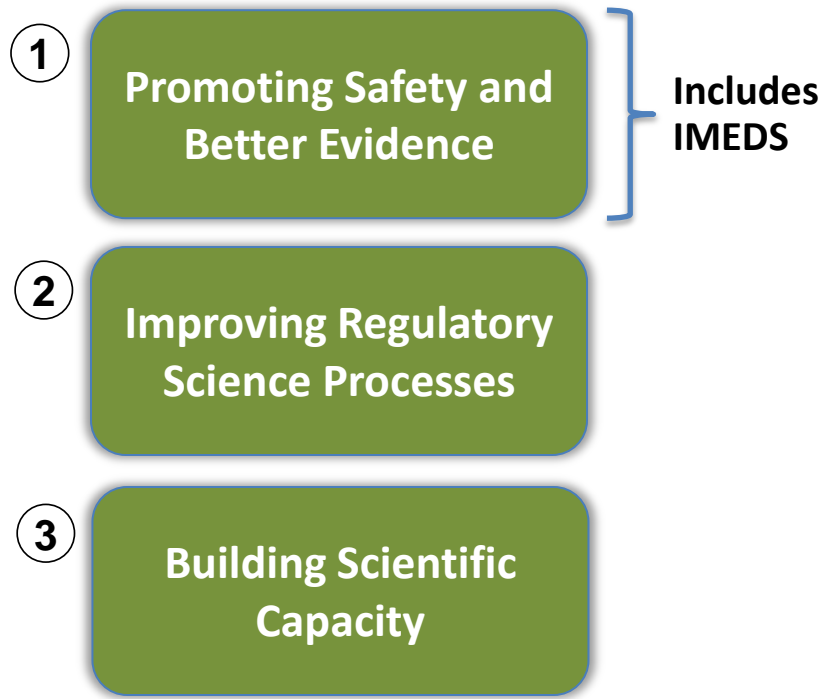 1
Promoting Safety and
Better Evidence
Includes
IMEDS
2
Improving Regulatory
Science Processes
3
Building Scientific
Capacity